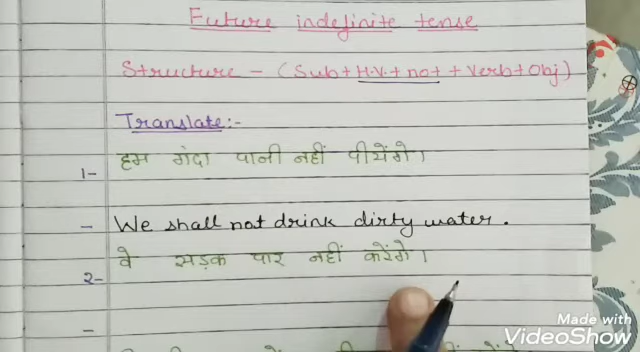 Future indefinite tense
Structure - (Sub + H.V. + not + Verb + Obj)
Translate:-
1- हम गंदा पानी नहीं पीयेंगे।
- We shall not drink dirty water.
2- वे सड़क पार नहीं करेंगे।
-
Made with
VideoShow